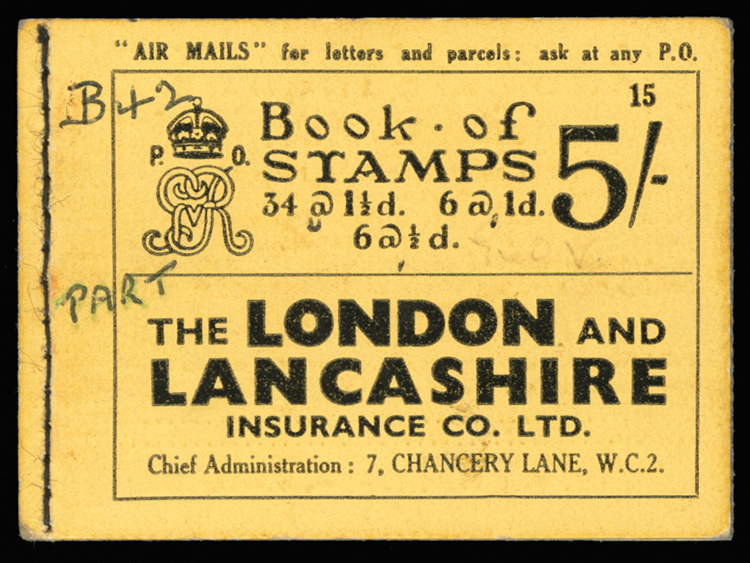 "AIR MAILS" for letters and parcels: ask at any P.O.
B42
15
P. O.
Book · of
STAMPS 5/-
34 @ 1½d. 6 @ 1d.
6 @ ½d.
PART
THE LONDON AND
LANCASHIRE
INSURANCE CO. LTD.
Chief Administration : 7, CHANCERY LANE, W.C.2.